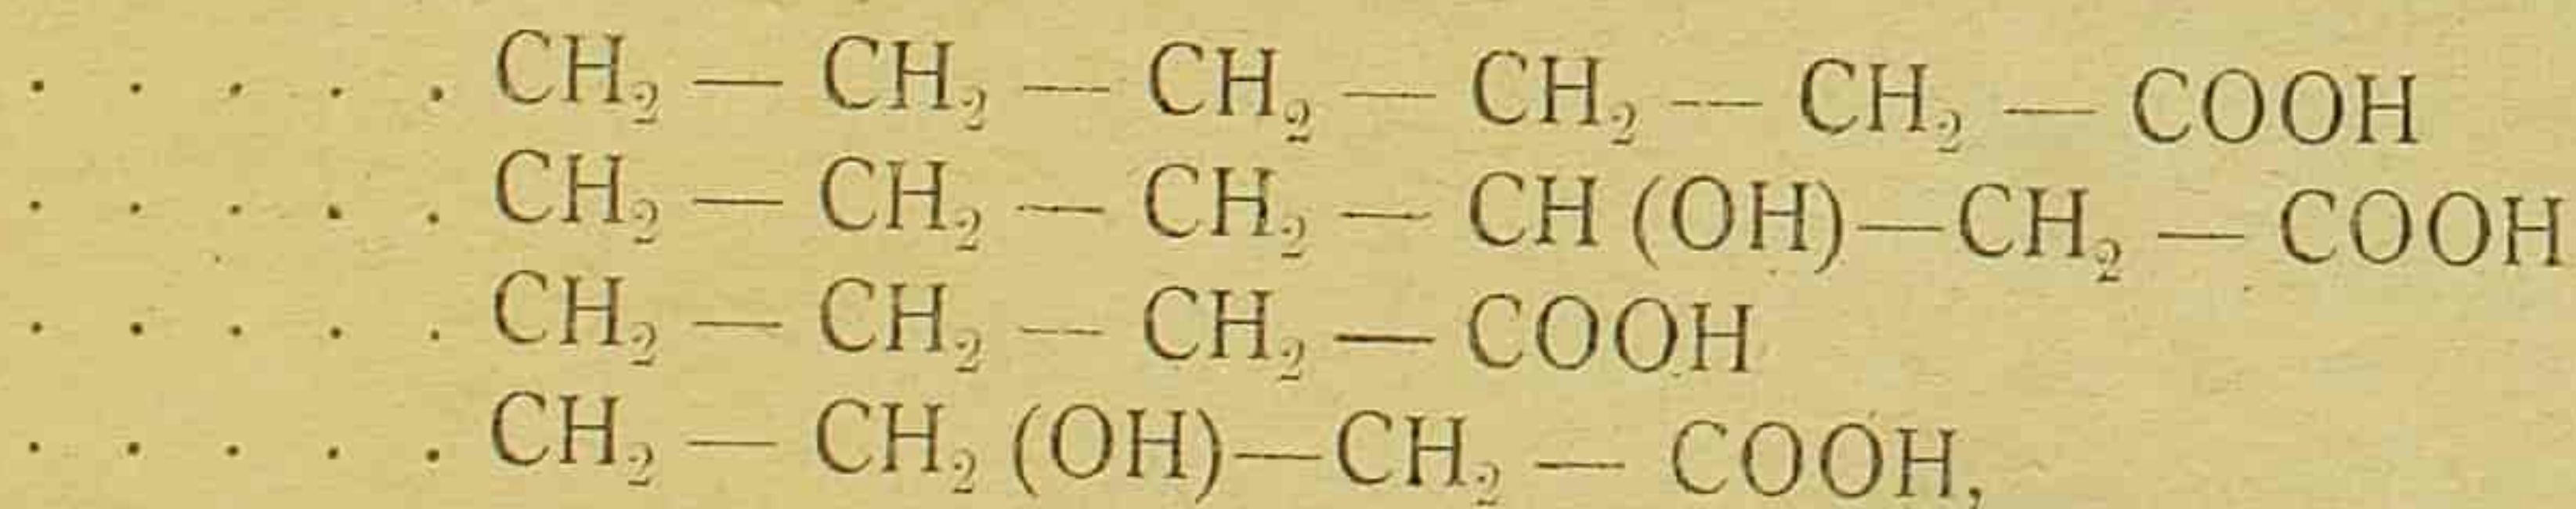 . . . . . CH₂ — CH₂ — CH₂ — CH₂ — CH₂ — COOH
. . . . . CH₂ — CH₂ — CH₂ — CH (OH)—CH₂ — COOH
. . . . . CH₂ — CH₂ — CH₂ — COOH
. . . . . CH₂ — CH₂ (OH)—CH₂ — COOH,